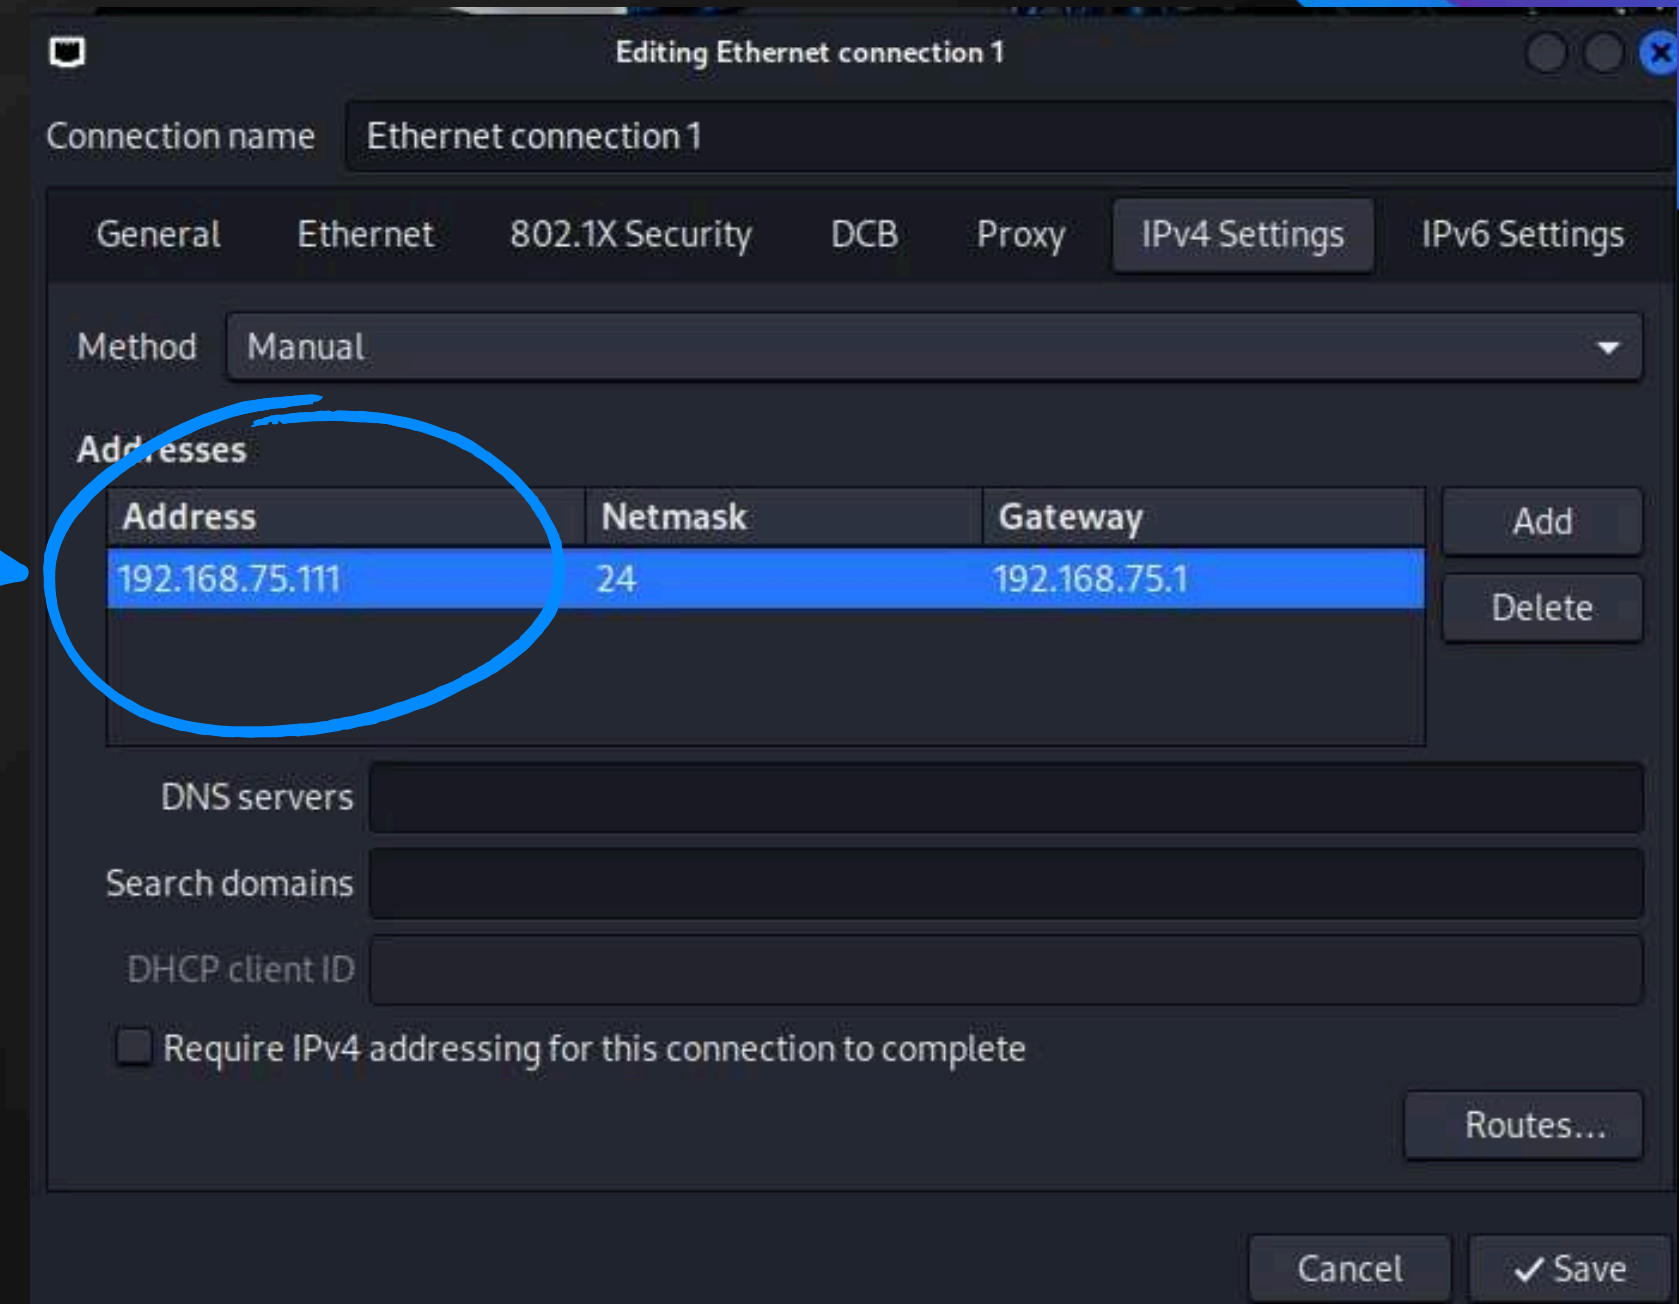 Editing Ethernet connection 1
Connection name Ethernet connection 1
General Ethernet 802.1X Security DCB Proxy IPv4 Settings IPv6 Settings
Method Manual
Addresses
Address Netmask Gateway Add
192.168.75.111 24 192.168.75.1
Delete
DNS servers
Search domains
DHCP client ID
Require IPv4 addressing for this connection to complete
Routes...
Cancel Save